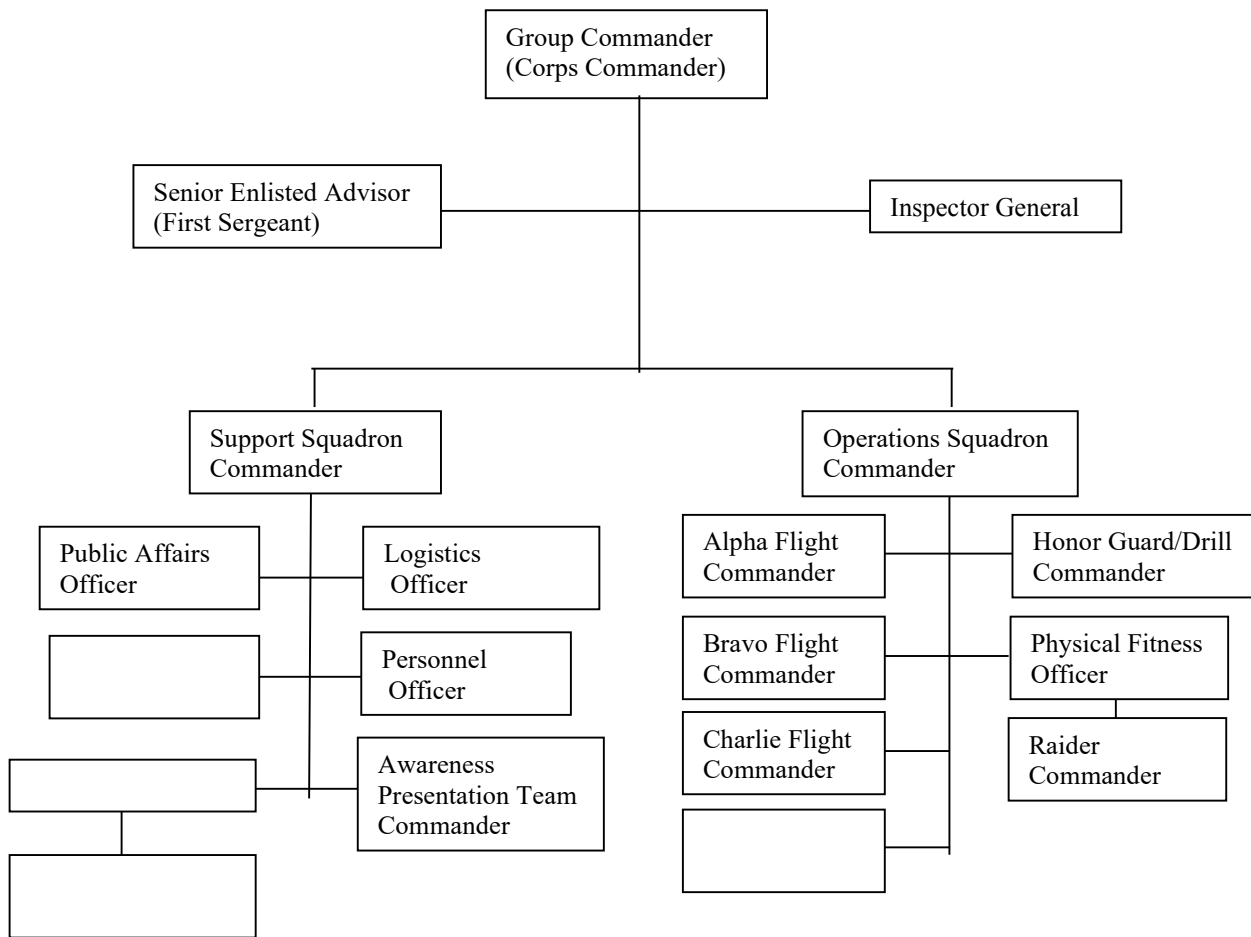 Group Commander
(Corps Commander)
Senior Enlisted Advisor
(First Sergeant)
Inspector General
Support Squadron
Commander
Operations Squadron
Commander
Public Affairs
Officer
Logistics
Officer
Alpha Flight
Commander
Honor Guard/Drill
Commander
Personnel
Officer
Bravo Flight
Commander
Physical Fitness
Officer
Awareness
Presentation Team
Commander
Charlie Flight
Commander
Raider
Commander